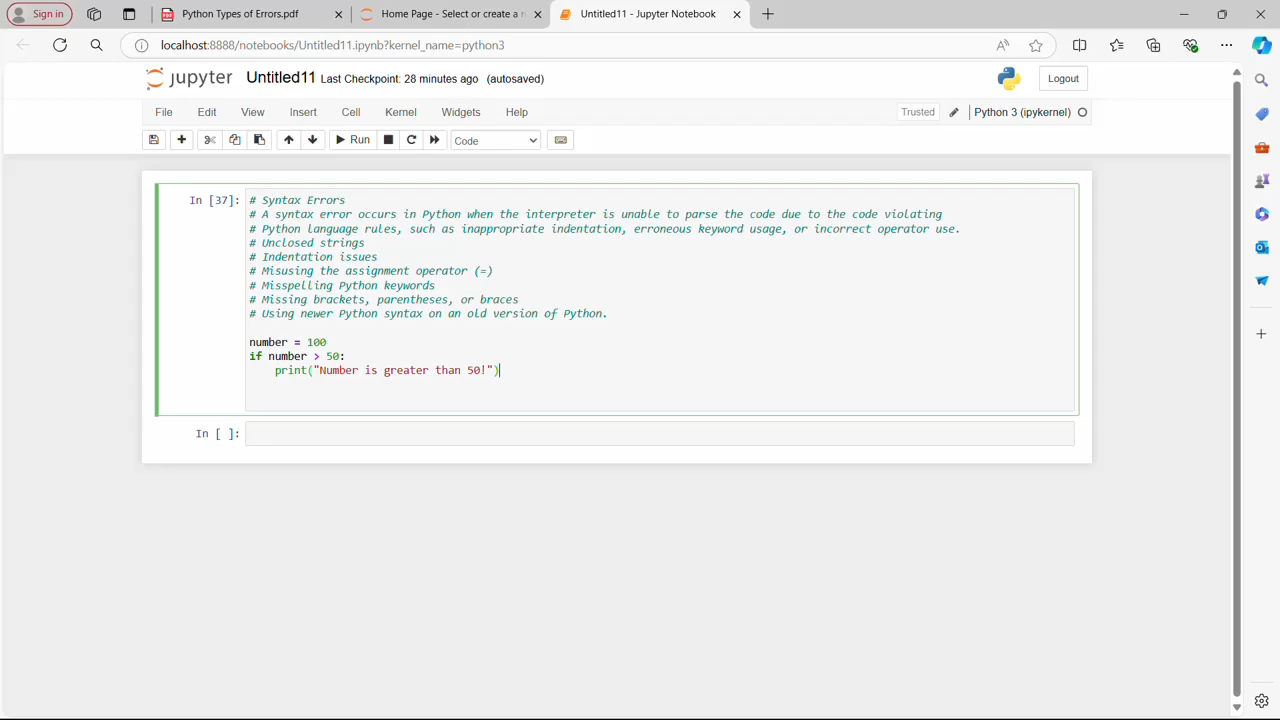 Sign in
Python Types of Errors.pdf
Home Page - Select or create a n
Untitled11 - Jupyter Notebook
localhost:8888/notebooks/Untitled11.ipynb?kernel_name=python3
jupyter Untitled11 Last Checkpoint: 28 minutes ago (autosaved)
Logout
File Edit View Insert Cell Kernel Widgets Help
Trusted
Python 3 (ipykernel)
Run
Code
In [37]:
# Syntax Errors
# A syntax error occurs in Python when the interpreter is unable to parse the code due to the code violating
# Python language rules, such as inappropriate indentation, erroneous keyword usage, or incorrect operator use.
# Unclosed strings
# Indentation issues
# Misusing the assignment operator (=)
# Misspelling Python keywords
# Missing brackets, parentheses, or braces
# Using newer Python syntax on an old version of Python.
number = 100
if number > 50:
    print("Number is greater than 50!")
In [ ]: